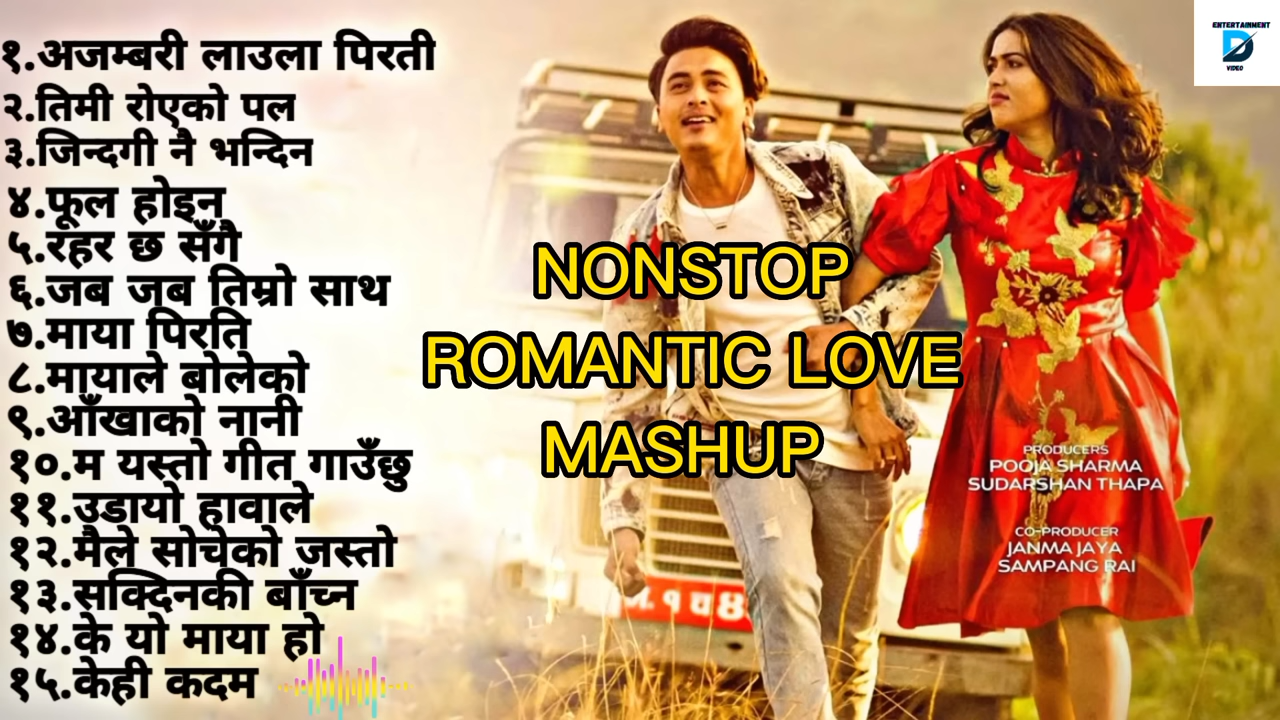 १.अजम्बरी लाउला पिरती
२.तिमी रोएको पल
३.जिन्दगी नै भन्दिन
४.फूल होइन
५.रहर छ सँगै
६.जब जब तिम्रो साथ
७.माया पिरति
८.मायाले बोलेको
९.आँखाको नानी
१०.म यस्तो गीत गाउँछु
११.उडायो हावाले
१२.मैले सोचेको जस्तो
१३.सक्दिनकी बाँच्न
१४.के यो माया हो
१५.केही कदम
NONSTOP
ROMANTIC LOVE
MASHUP
ENTERTAINMENT
D
VIDEO
PRODUCERS
POOJA SHARMA
SUDARSHAN THAPA
CO-PRODUCER
JANMA JAYA
SAMPANG RAI
१ च ४